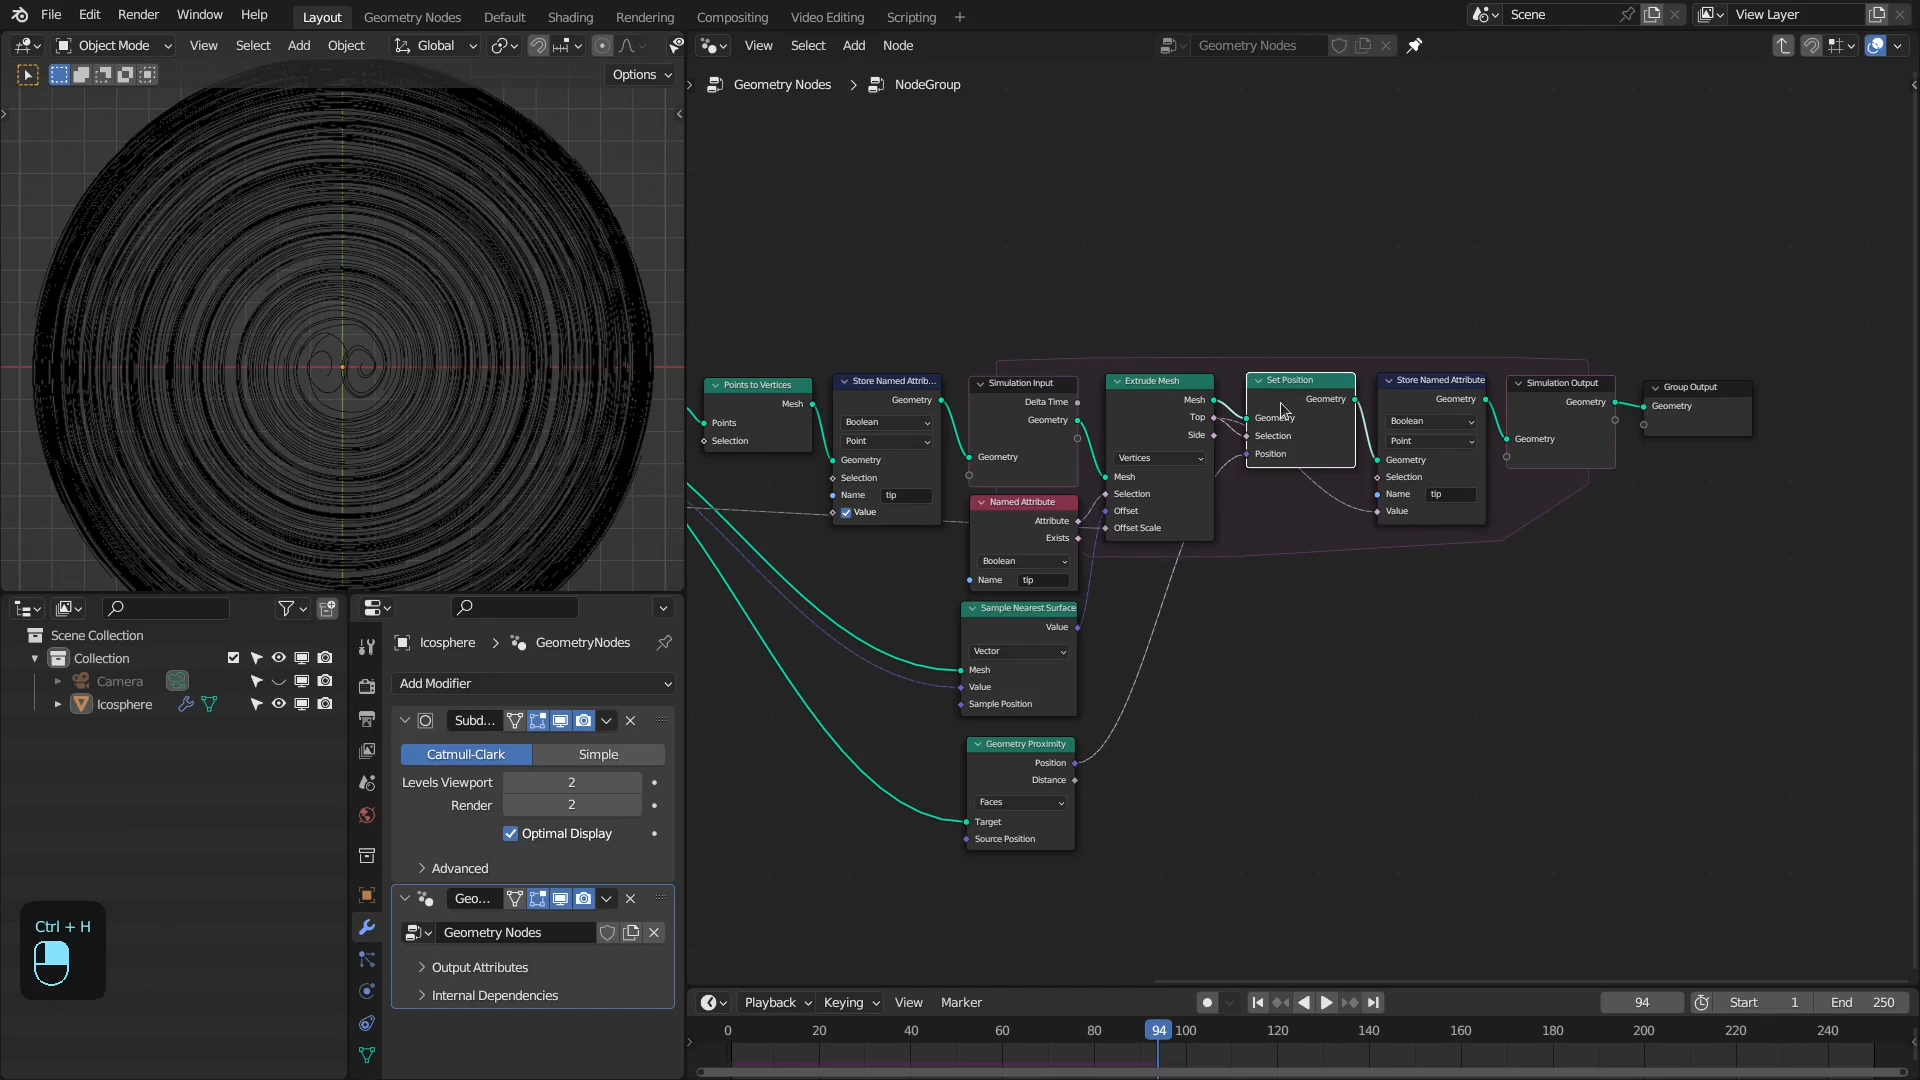 File Edit Render Window Help Layout Geometry Nodes Default Shading Rendering Compositing Video Editing Scripting + Scene View Layer
Object Mode View Select Add Object Global
Options
View Select Add Node Geometry Nodes
Geometry Nodes > NodeGroup
Points to Vertices
Mesh
Points
Selection
Store Named Attrib...
Geometry
Boolean
Point
Geometry
Selection
Name tip
Value
Simulation Input
Delta Time
Geometry
Geometry
Named Attribute
Attribute
Exists
Boolean
Name tip
Sample Nearest Surface
Value
Vector
Mesh
Value
Sample Position
Geometry Proximity
Position
Distance
Faces
Target
Source Position
Extrude Mesh
Mesh
Top
Side
Vertices
Mesh
Selection
Offset
Offset Scale
Set Position
Geometry
Geometry
Selection
Position
Store Named Attribute
Geometry
Boolean
Point
Geometry
Selection
Name tip
Value
Simulation Output
Geometry
Geometry
Group Output
Geometry
Scene Collection
Collection
Camera
Icosphere
Ctrl + H
Icosphere > GeometryNodes
Add Modifier
Subd...
Catmull-Clark Simple
Levels Viewport 2
Render 2
Optimal Display
Advanced
Geo...
Geometry Nodes
Output Attributes
Internal Dependencies
Playback Keying View Marker 94 Start 1 End 250
0 20 40 60 80 94 100 120 140 160 180 200 220 240